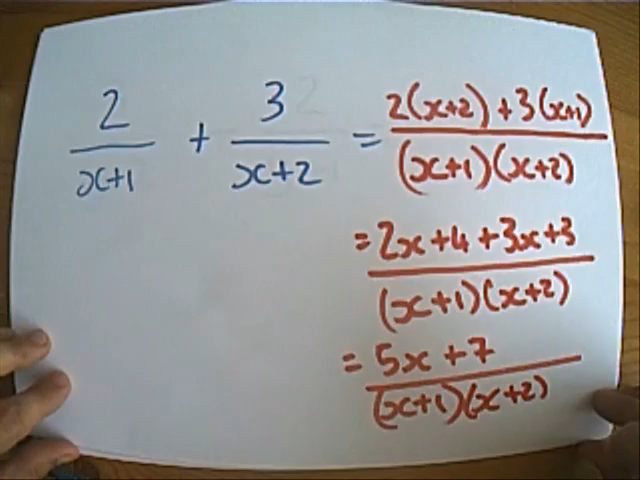 2 / x+1 + 3 / x+2 = 2(x+2) + 3(x+1) / (x+1)(x+2)
= 2x+4 + 3x+3 / (x+1)(x+2)
= 5x + 7 / (x+1)(x+2)